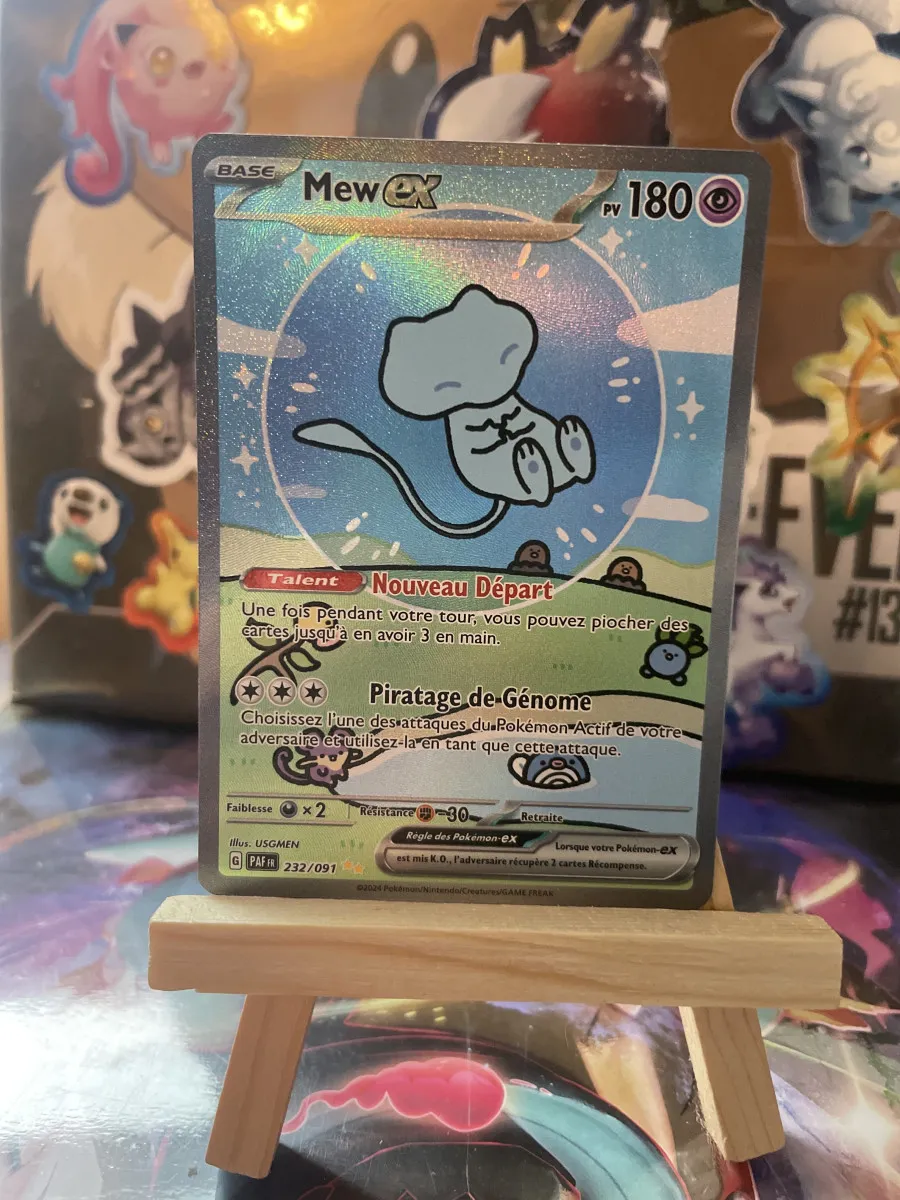 BASE
Mew ex
PV 180
Talent Nouveau Départ
Une fois pendant votre tour, vous pouvez piocher des
cartes jusqu'à en avoir 3 en main.
Piratage de Génome
Choisissez l'une des attaques du Pokémon Actif de votre
adversaire et utilisez-la en tant que cette attaque.
Faiblesse × 2
Résistance -30
Retraite
Illus. USGMEN
Règle des Pokémon-ex
Lorsque votre Pokémon-ex
est mis K.O., l'adversaire récupère 2 cartes Récompense.
G PAF FR 232/091
©2024 Pokémon/Nintendo/Creatures/GAME FREAK
#13